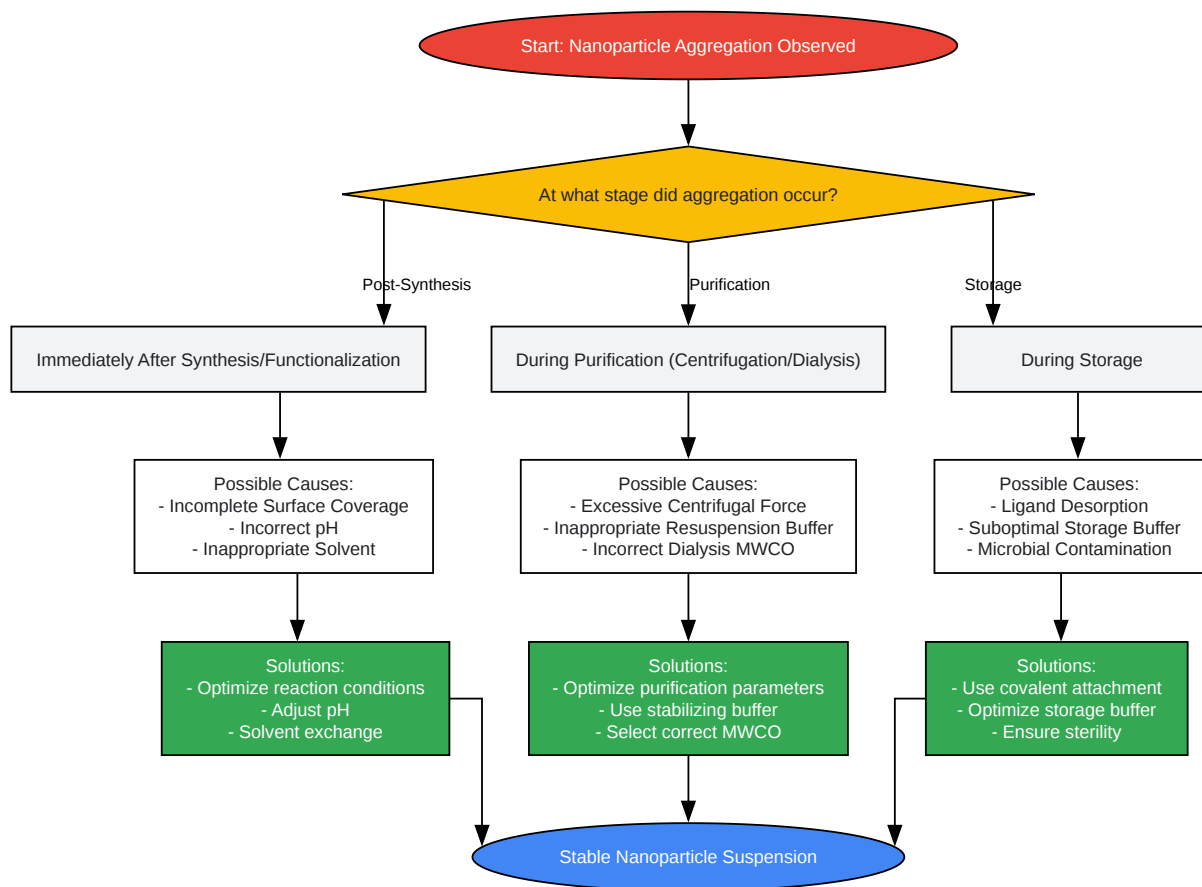 Start: Nanoparticle Aggregation Observed
At what stage did aggregation occur?
Post-Synthesis
Purification
Storage
Immediately After Synthesis/Functionalization
During Purification (Centrifugation/Dialysis)
During Storage
Possible Causes:
- Incomplete Surface Coverage
- Incorrect pH
- Inappropriate Solvent
Possible Causes:
- Excessive Centrifugal Force
- Inappropriate Resuspension Buffer
- Incorrect Dialysis MWCO
Possible Causes:
- Ligand Desorption
- Suboptimal Storage Buffer
- Microbial Contamination
Solutions:
- Optimize reaction conditions
- Adjust pH
- Solvent exchange
Solutions:
- Optimize purification parameters
- Use stabilizing buffer
- Select correct MWCO
Solutions:
- Use covalent attachment
- Optimize storage buffer
- Ensure sterility
Stable Nanoparticle Suspension